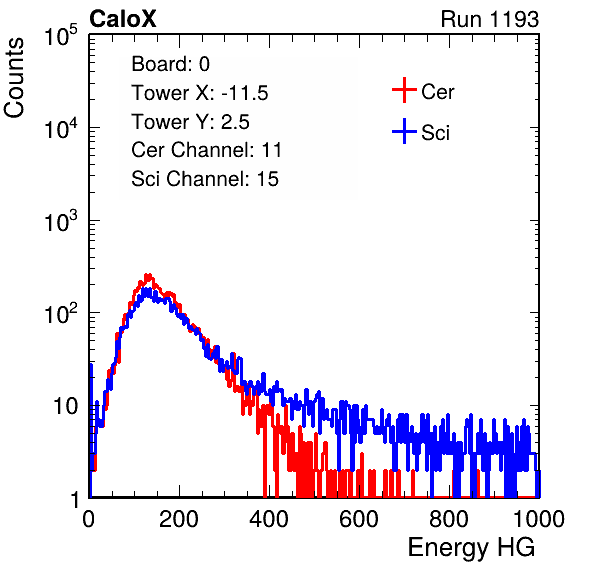 CaloX Run 1193
Counts
Board: 0
Tower X: -11.5
Tower Y: 2.5
Cer Channel: 11
Sci Channel: 15
Cer
Sci
10^5
10^4
10^3
10^2
10
1
0 200 400 600 800 1000
Energy HG